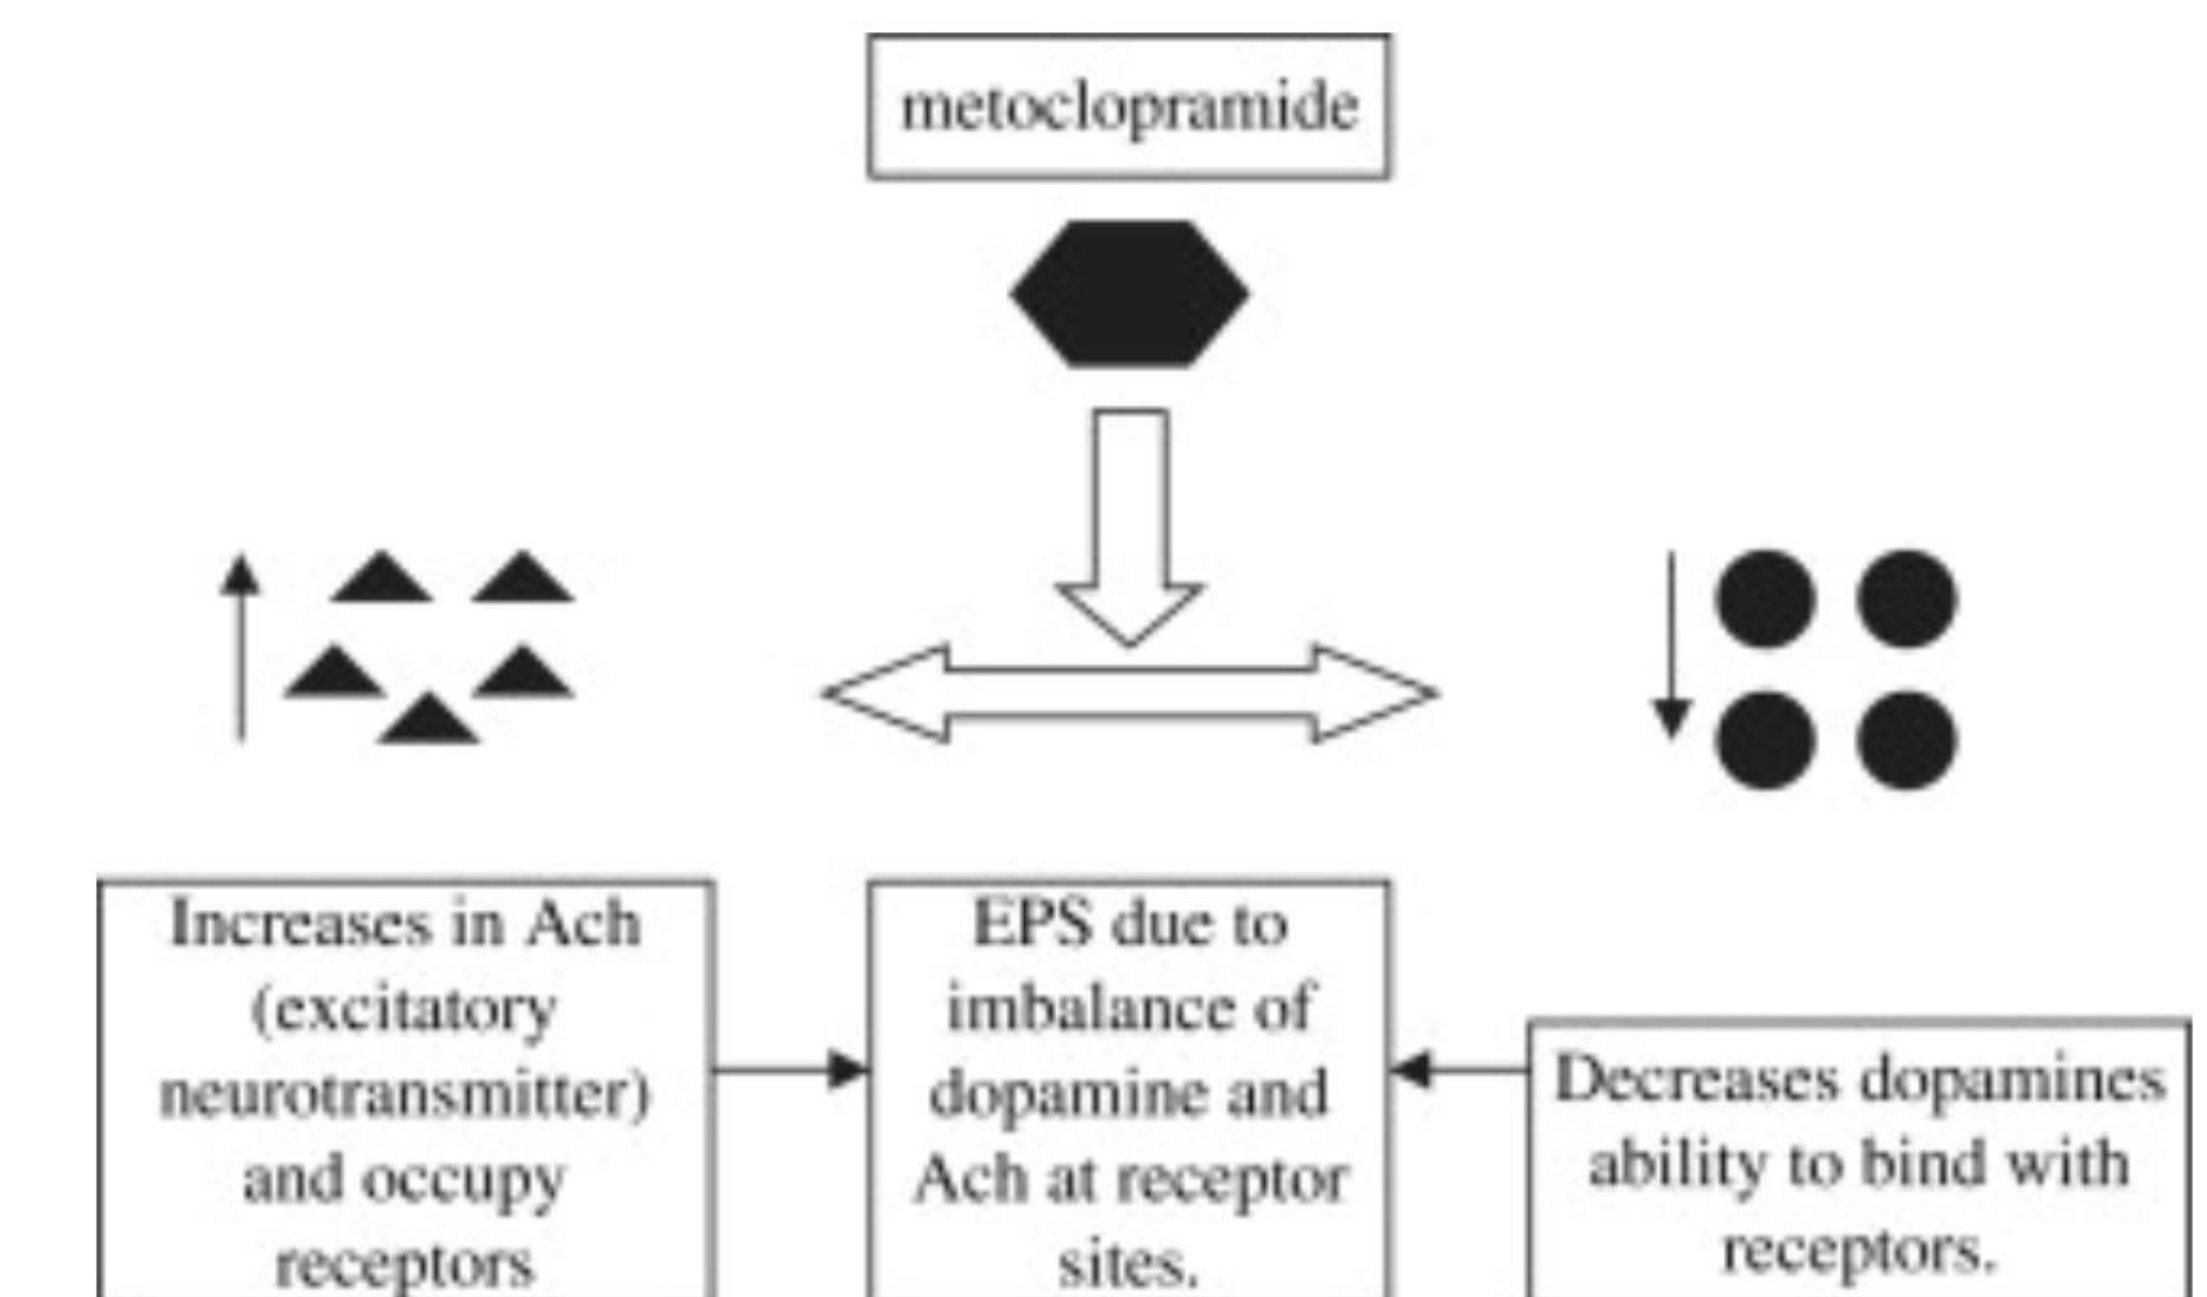 metoclopramide
Increases in Ach
(excitatory
neurotransmitter)
and occupy
receptors
EPS due to
imbalance of
dopamine and
Ach at receptor
sites.
Decreases dopamines
ability to bind with
receptors.